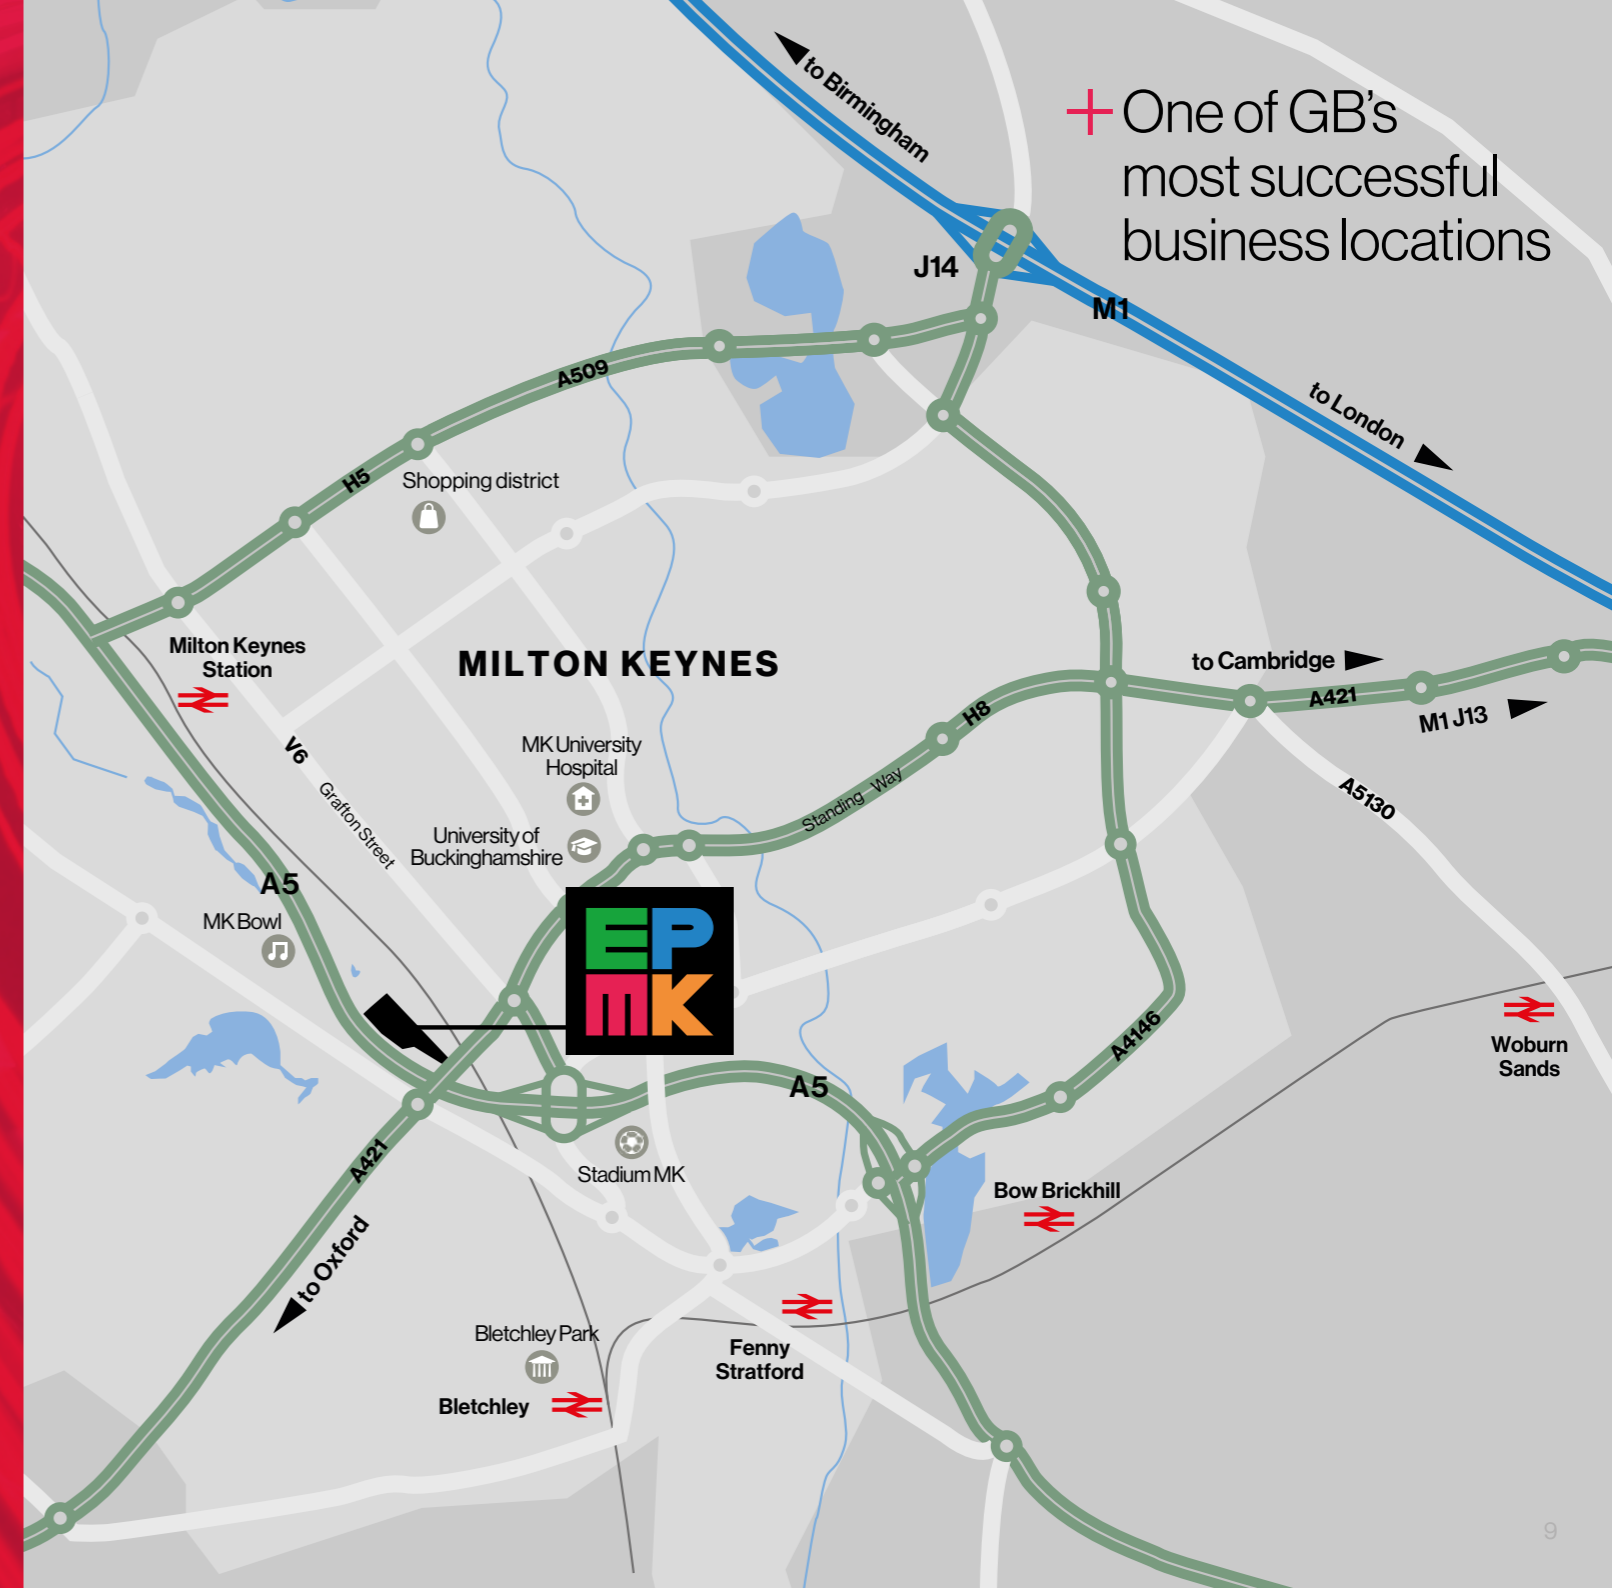 to Birmingham
One of GB’s
most successful
business locations
J14
M1
to London
A509
H5
Shopping district
Milton Keynes
Station
MILTON KEYNES
to Cambridge
A421
M1 J13
H8
Standing Way
V6
Grafton Street
MK University
Hospital
University of
Buckinghamshire
A5130
A5
MK Bowl
EP
MK
Woburn
Sands
A4146
A5
A421
Stadium MK
Bow Brickhill
to Oxford
Bletchley Park
Fenny
Stratford
Bletchley
9